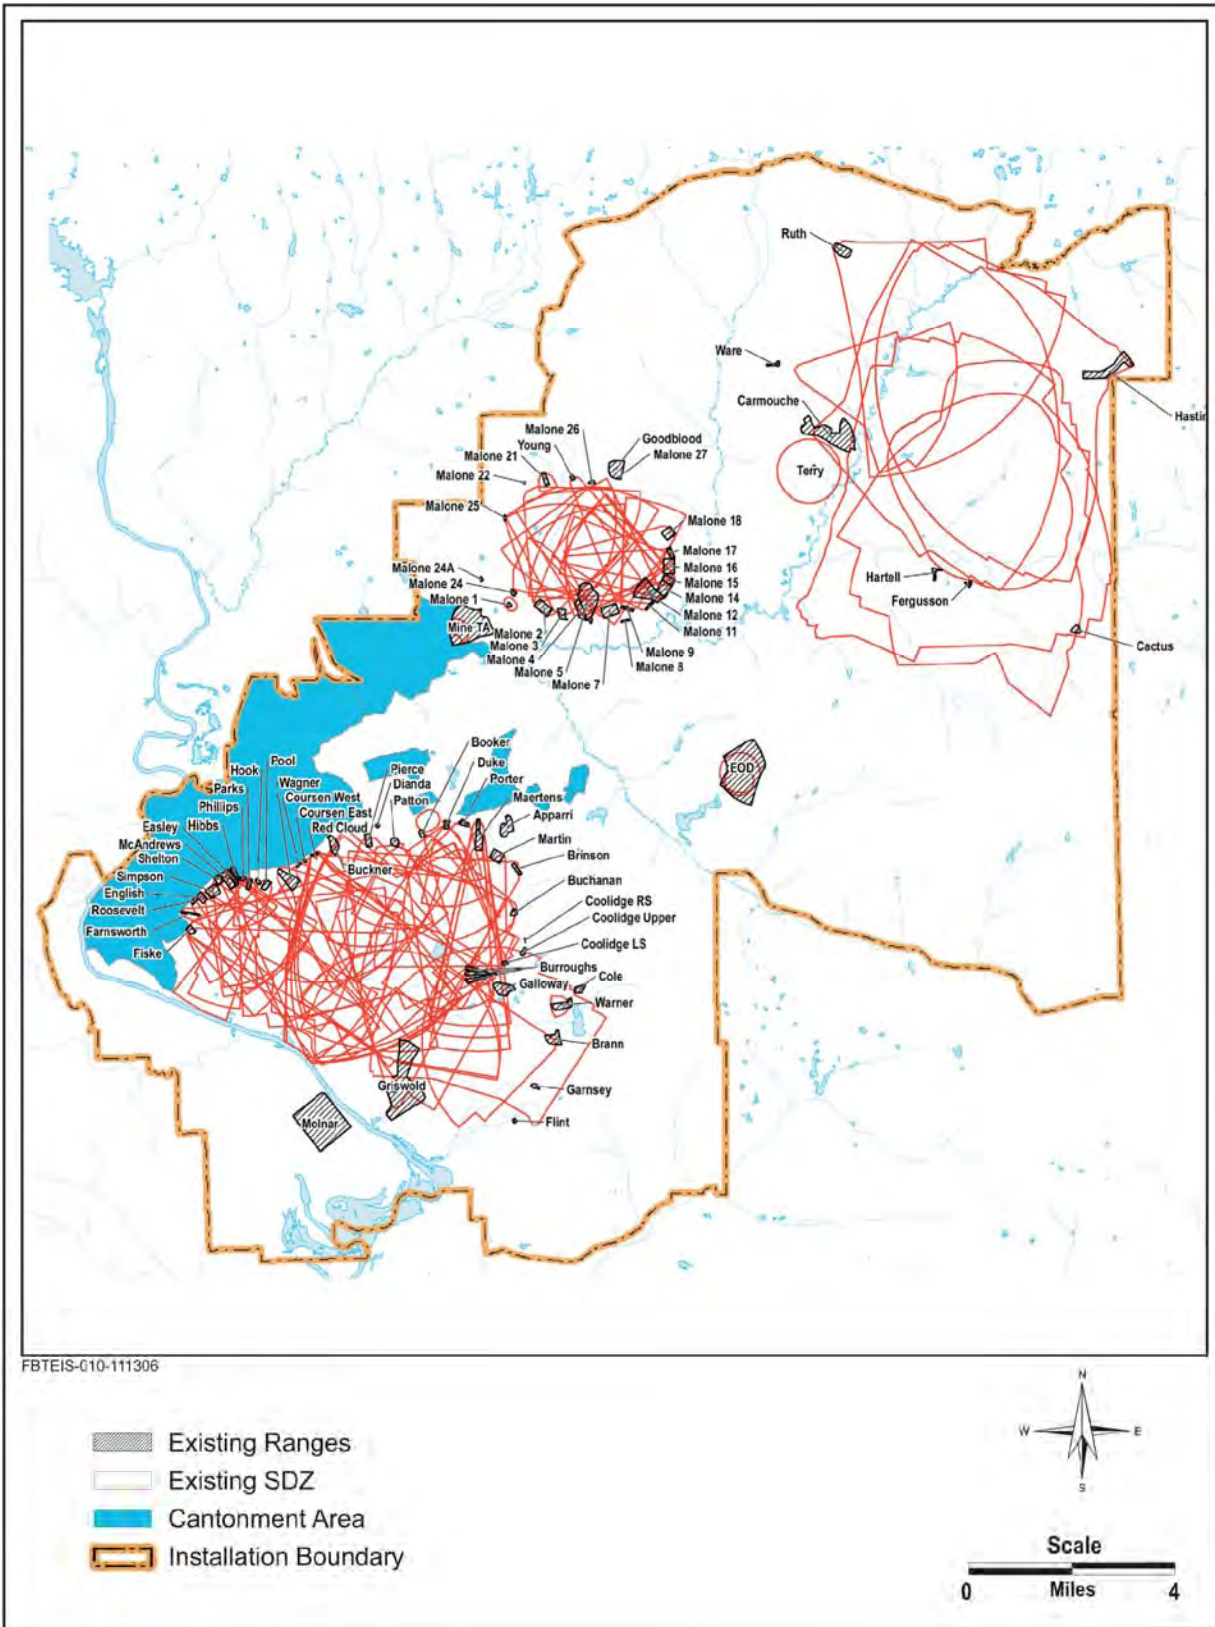 Ruth
Ware
Carmouche
Hastin
Malone 26
Goodblood
Young
Malone 27
Malone 21
Terry
Malone 22
Malone 25
Malone 18
Malone 17
Malone 24A
Malone 16
Malone 24
Malone 15
Hartell
Malone 1
Malone 14
Fergusson
Mine TA
Malone 12
Malone 2
Malone 11
Malone 3
Cactus
Malone 4
Malone 9
Malone 5
Malone 8
Malone 7
Booker
Pool
Duke
Hook
Pierce
EOD
Wagner
Porter
Parks
Dianda
Coursen West
Maertens
Phillips
Patton
Coursen East
Apparri
Easley
Hibbs
Red Cloud
McAndrews
Martin
Shelton
Brinson
Simpson
Buckner
Buchanan
English
Coolidge RS
Roosevelt
Coolidge Upper
Farnsworth
Coolidge LS
Fiske
Burroughs
Cole
Galloway
Warner
Brann
Griswold
Garnsey
Molnar
Flint
FBTEIS-010-111306
N
W
E
S
Existing Ranges
Existing SDZ
Cantonment Area
Installation Boundary
Scale
0 Miles 4